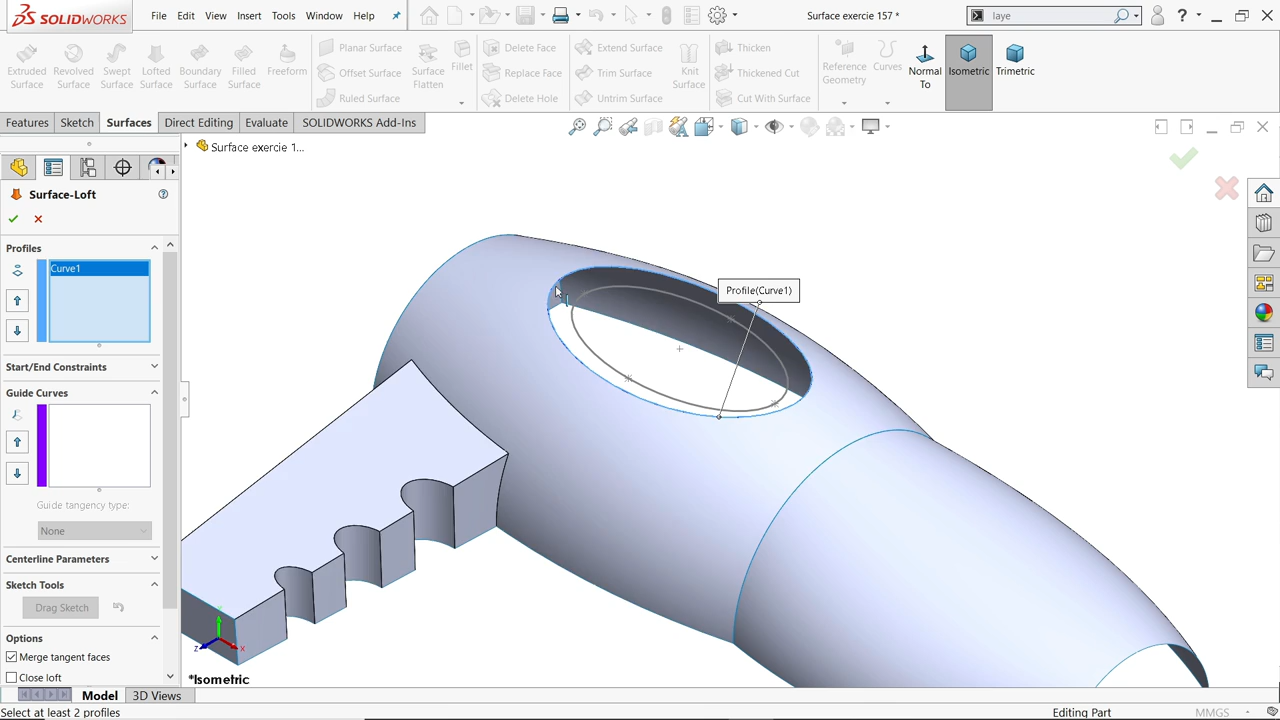 SOLIDWORKS
File Edit View Insert Tools Window Help
Surface exercie 157 *
laye
?
Extruded Surface
Revolved Surface
Swept Surface
Lofted Surface
Boundary Surface
Filled Surface
Freeform
Planar Surface
Offset Surface
Ruled Surface
Surface Flatten
Fillet
Delete Face
Replace Face
Delete Hole
Extend Surface
Trim Surface
Untrim Surface
Knit Surface
Thicken
Thickened Cut
Cut With Surface
Reference Geometry
Curves
Normal To
Isometric
Trimetric
Features Sketch Surfaces Direct Editing Evaluate SOLIDWORKS Add-Ins
Surface exercie 1...
Surface-Loft
Profiles
Curve1
Start/End Constraints
Guide Curves
Guide tangency type:
None
Centerline Parameters
Sketch Tools
Drag Sketch
Options
Merge tangent faces
Close loft
Profile(Curve1)
Y
Z
X
*Isometric
Model 3D Views
Select at least 2 profiles
Editing Part
MMGS